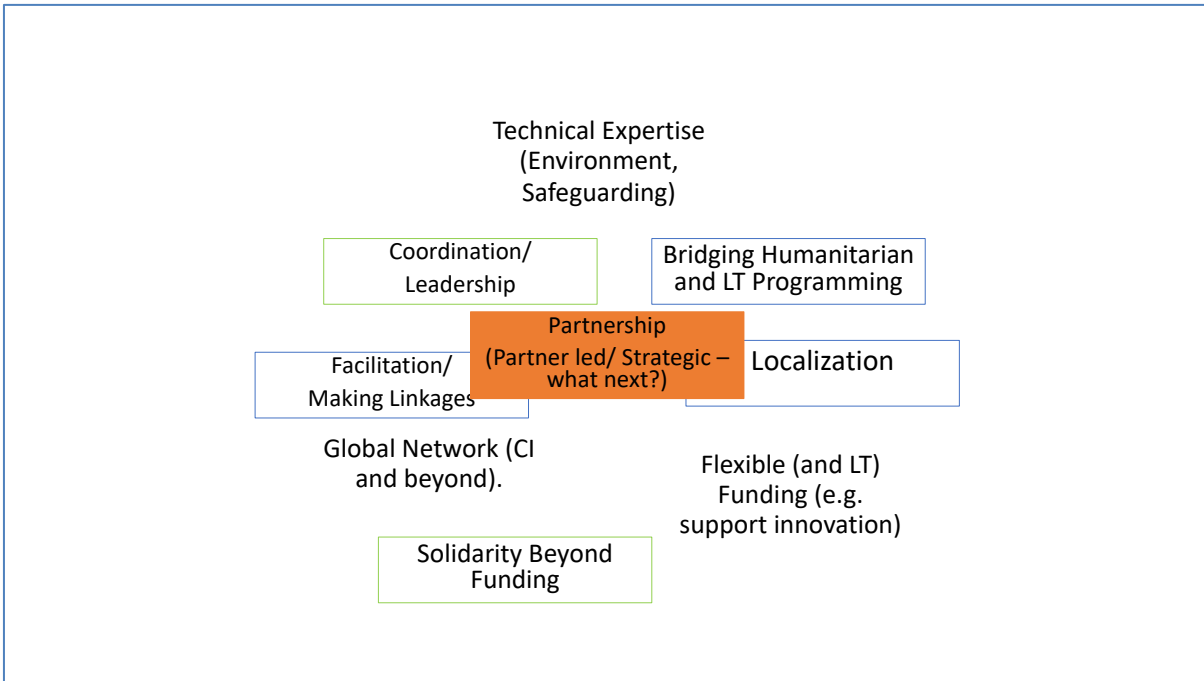 Technical Expertise
(Environment,
Safeguarding)
Coordination/
Leadership
Bridging Humanitarian
and LT Programming
Partnership
(Partner led/ Strategic –
what next?)
Facilitation/
Making Linkages
Localization
Global Network (CI
and beyond).
Flexible (and LT)
Funding (e.g.
support innovation)
Solidarity Beyond
Funding